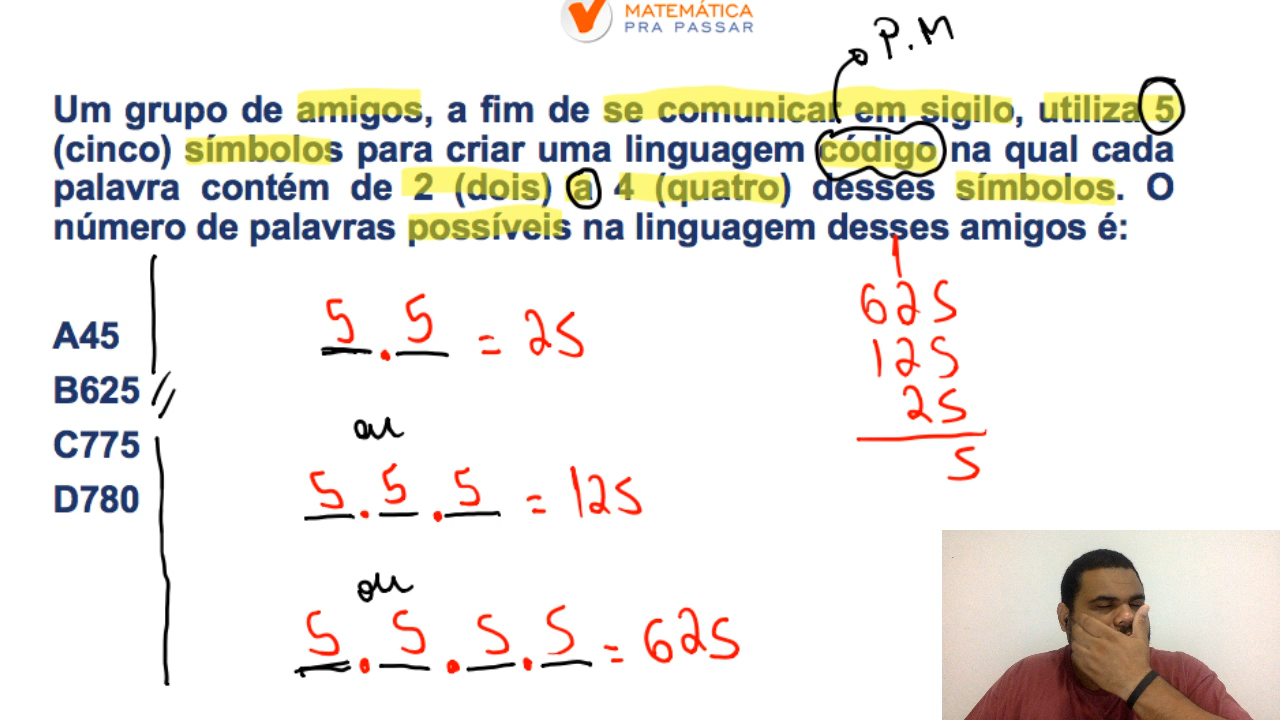 MATEMÁTICA
PRA PASSAR
P.M
Um grupo de amigos, a fim de se comunicar em sigilo, utiliza 5
(cinco) símbolos para criar uma linguagem código na qual cada
palavra contém de 2 (dois) a 4 (quatro) desses símbolos. O
número de palavras possíveis na linguagem desses amigos é:
A45
B625
C775
D780
5 . 5 = 25
ou
5 . 5 . 5 = 125
ou
5 . 5 . 5 . 5 = 625
1
625
125
25
5